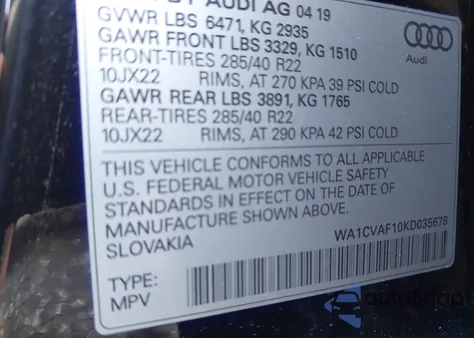 BY AUDI AG 04 19
GVWR LBS 6471, KG 2935
GAWR FRONT LBS 3329, KG 1510
FRONT-TIRES 285/40 R22
10JX22 RIMS, AT 270 KPA 39 PSI COLD
GAWR REAR LBS 3891, KG 1765
REAR-TIRES 285/40 R22
10JX22 RIMS, AT 290 KPA 42 PSI COLD
Audi
THIS VEHICLE CONFORMS TO ALL APPLICABLE
U.S. FEDERAL MOTOR VEHICLE SAFETY
STANDARDS IN EFFECT ON THE DATE OF
MANUFACTURE SHOWN ABOVE.
SLOVAKIA
WA1CVAF10KD035678
TYPE:
MPV
autoSnap